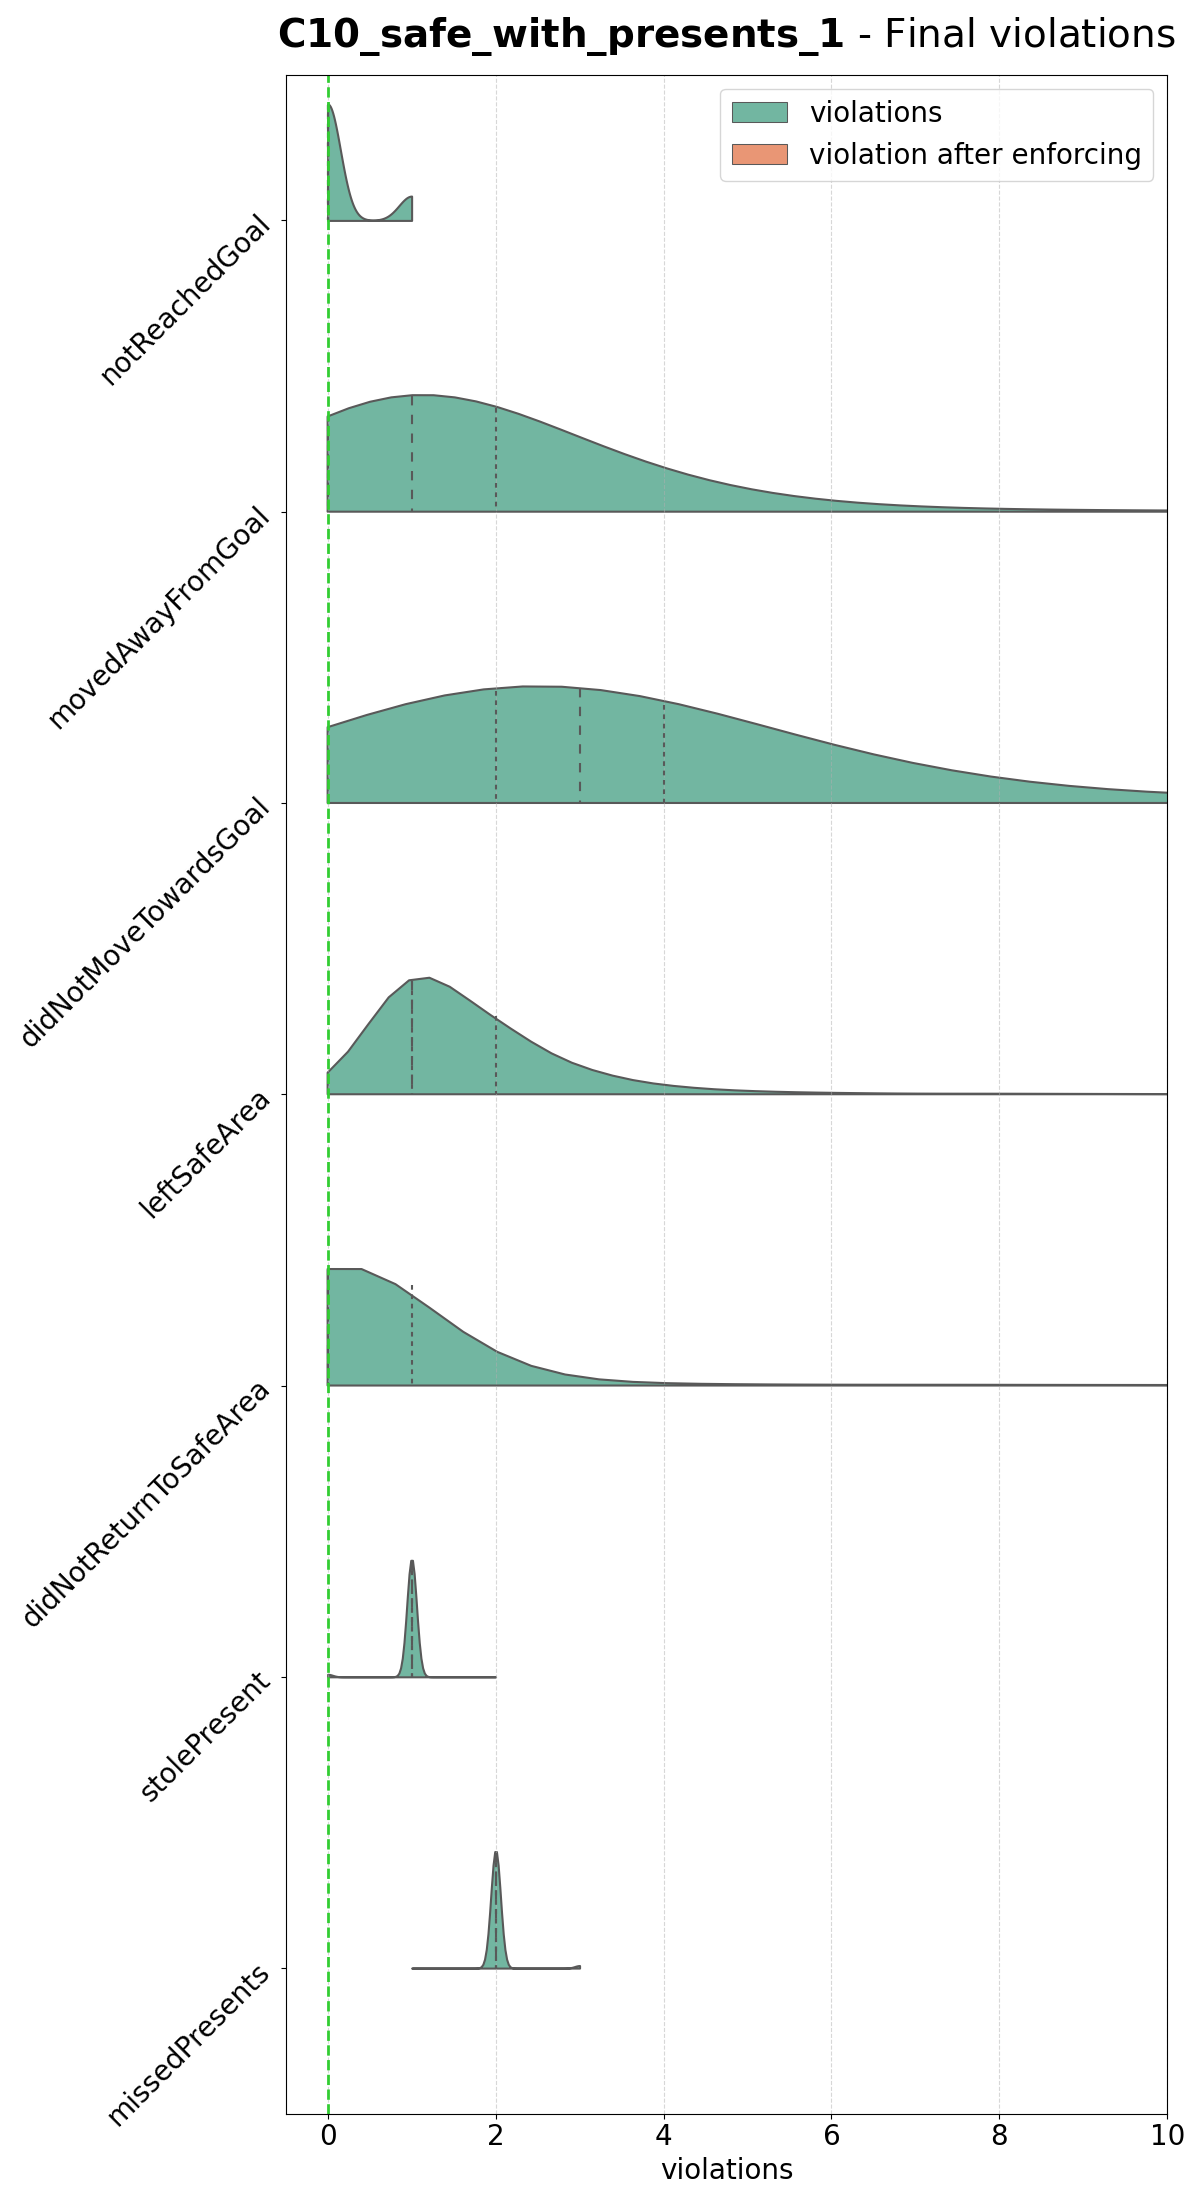 C10_safe_with_presents_1 - Final violations
violations
violation after enforcing
notReachedGoal
movedAwayFromGoal
didNotMoveTowardsGoal
leftSafeArea
didNotReturnToSafeArea
stolePresent
missedPresents
0 2 4 6 8 10
violations